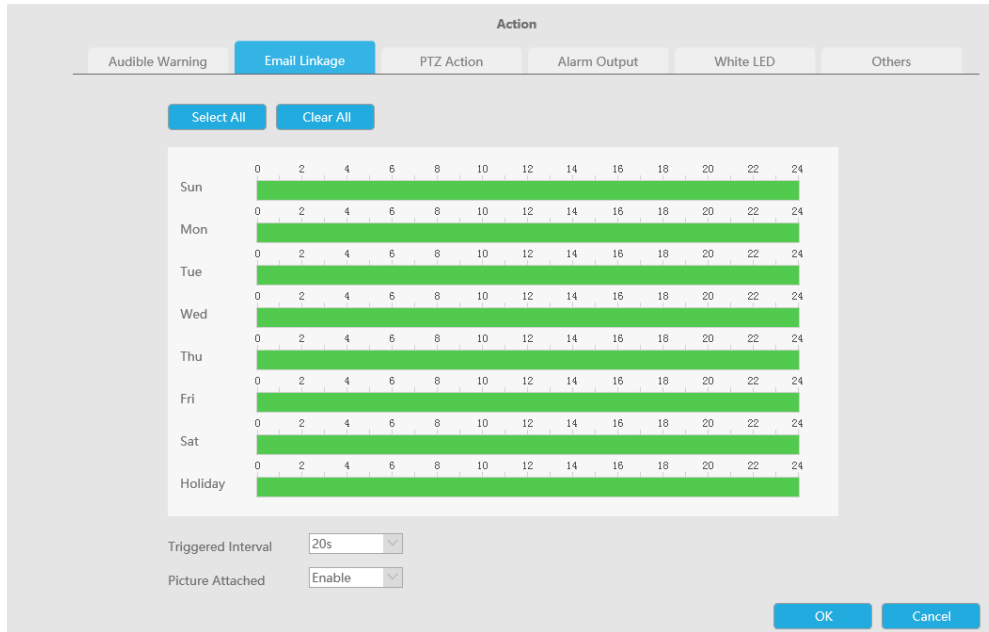 Action
Audible Warning Email Linkage PTZ Action Alarm Output White LED Others
Select All Clear All
0 2 4 6 8 10 12 14 16 18 20 22 24
Sun
0 2 4 6 8 10 12 14 16 18 20 22 24
Mon
0 2 4 6 8 10 12 14 16 18 20 22 24
Tue
0 2 4 6 8 10 12 14 16 18 20 22 24
Wed
0 2 4 6 8 10 12 14 16 18 20 22 24
Thu
0 2 4 6 8 10 12 14 16 18 20 22 24
Fri
0 2 4 6 8 10 12 14 16 18 20 22 24
Sat
0 2 4 6 8 10 12 14 16 18 20 22 24
Holiday
Triggered Interval 20s
Picture Attached Enable
OK Cancel